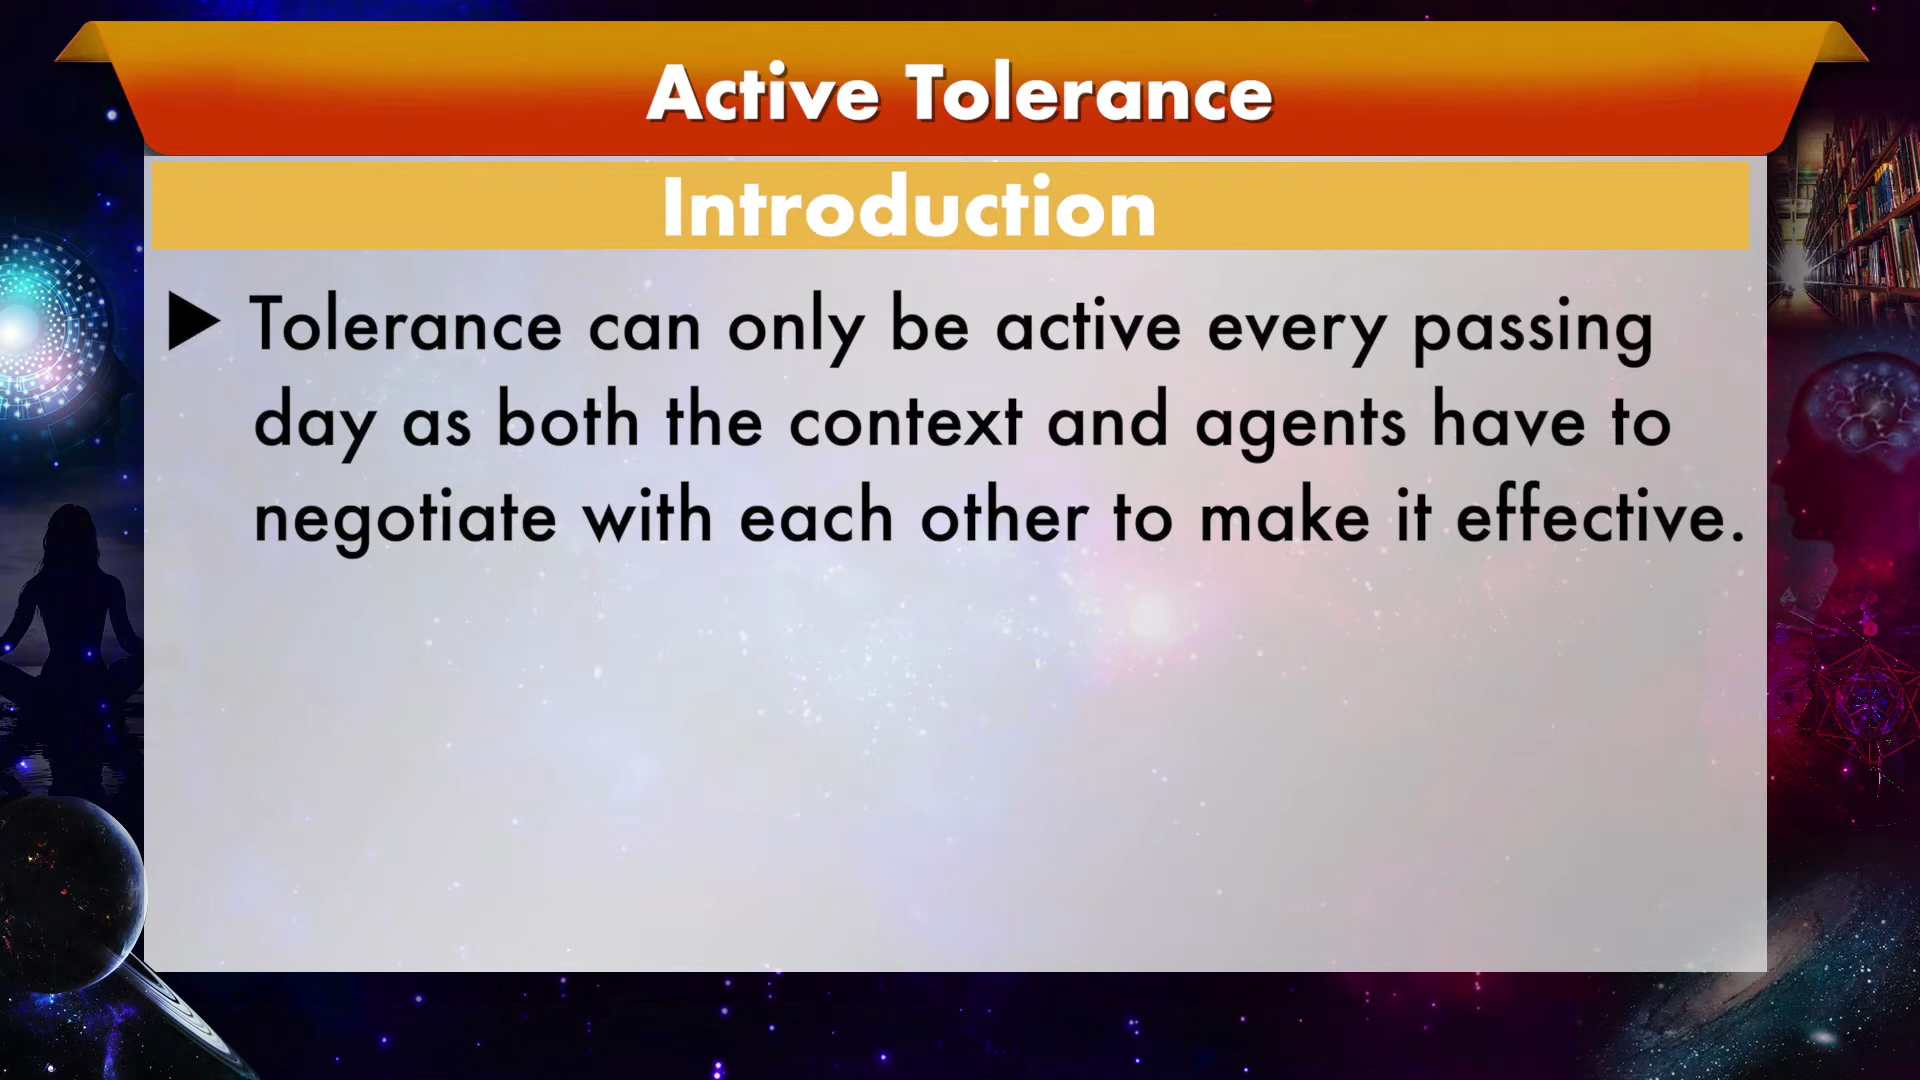 Active Tolerance
Introduction
▶ Tolerance can only be active every passing
day as both the context and agents have to
negotiate with each other to make it effective.